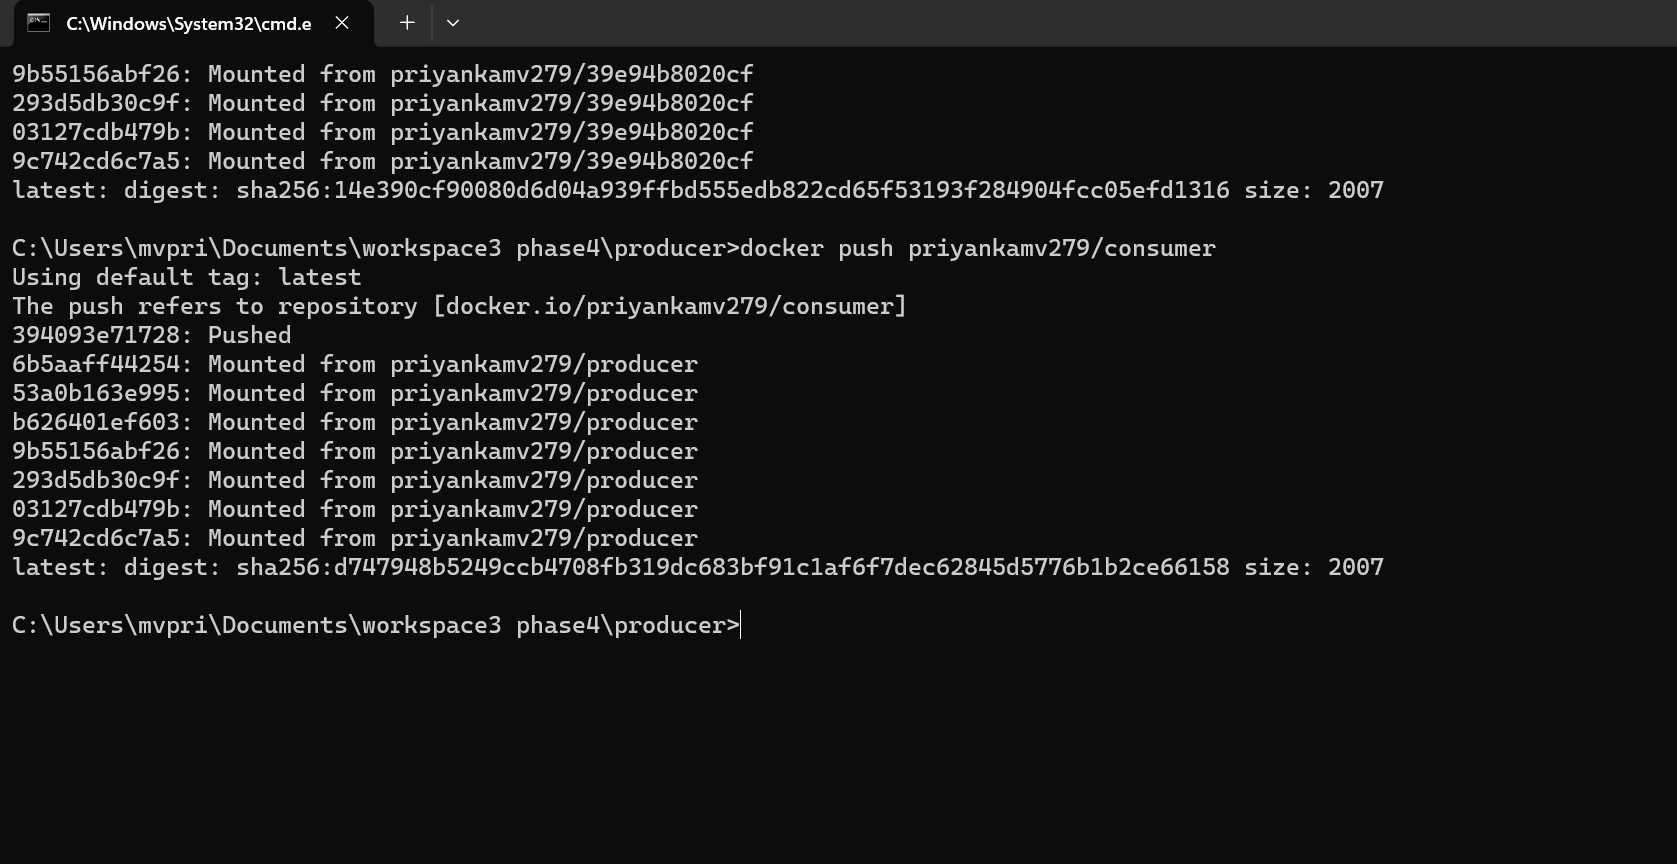 C:\Windows\System32\cmd.e
9b55156abf26: Mounted from priyankamv279/39e94b8020cf
293d5db30c9f: Mounted from priyankamv279/39e94b8020cf
03127cdb479b: Mounted from priyankamv279/39e94b8020cf
9c742cd6c7a5: Mounted from priyankamv279/39e94b8020cf
latest: digest: sha256:14e390cf90080d6d04a939ffbd555edb822cd65f53193f284904fcc05efd1316 size: 2007
C:\Users\mvpri\Documents\workspace3 phase4\producer>docker push priyankamv279/consumer
Using default tag: latest
The push refers to repository [docker.io/priyankamv279/consumer]
394093e71728: Pushed
6b5aaff44254: Mounted from priyankamv279/producer
53a0b163e995: Mounted from priyankamv279/producer
b626401ef603: Mounted from priyankamv279/producer
9b55156abf26: Mounted from priyankamv279/producer
293d5db30c9f: Mounted from priyankamv279/producer
03127cdb479b: Mounted from priyankamv279/producer
9c742cd6c7a5: Mounted from priyankamv279/producer
latest: digest: sha256:d747948b5249ccb4708fb319dc683bf91c1af6f7dec62845d5776b1b2ce66158 size: 2007
C:\Users\mvpri\Documents\workspace3 phase4\producer>